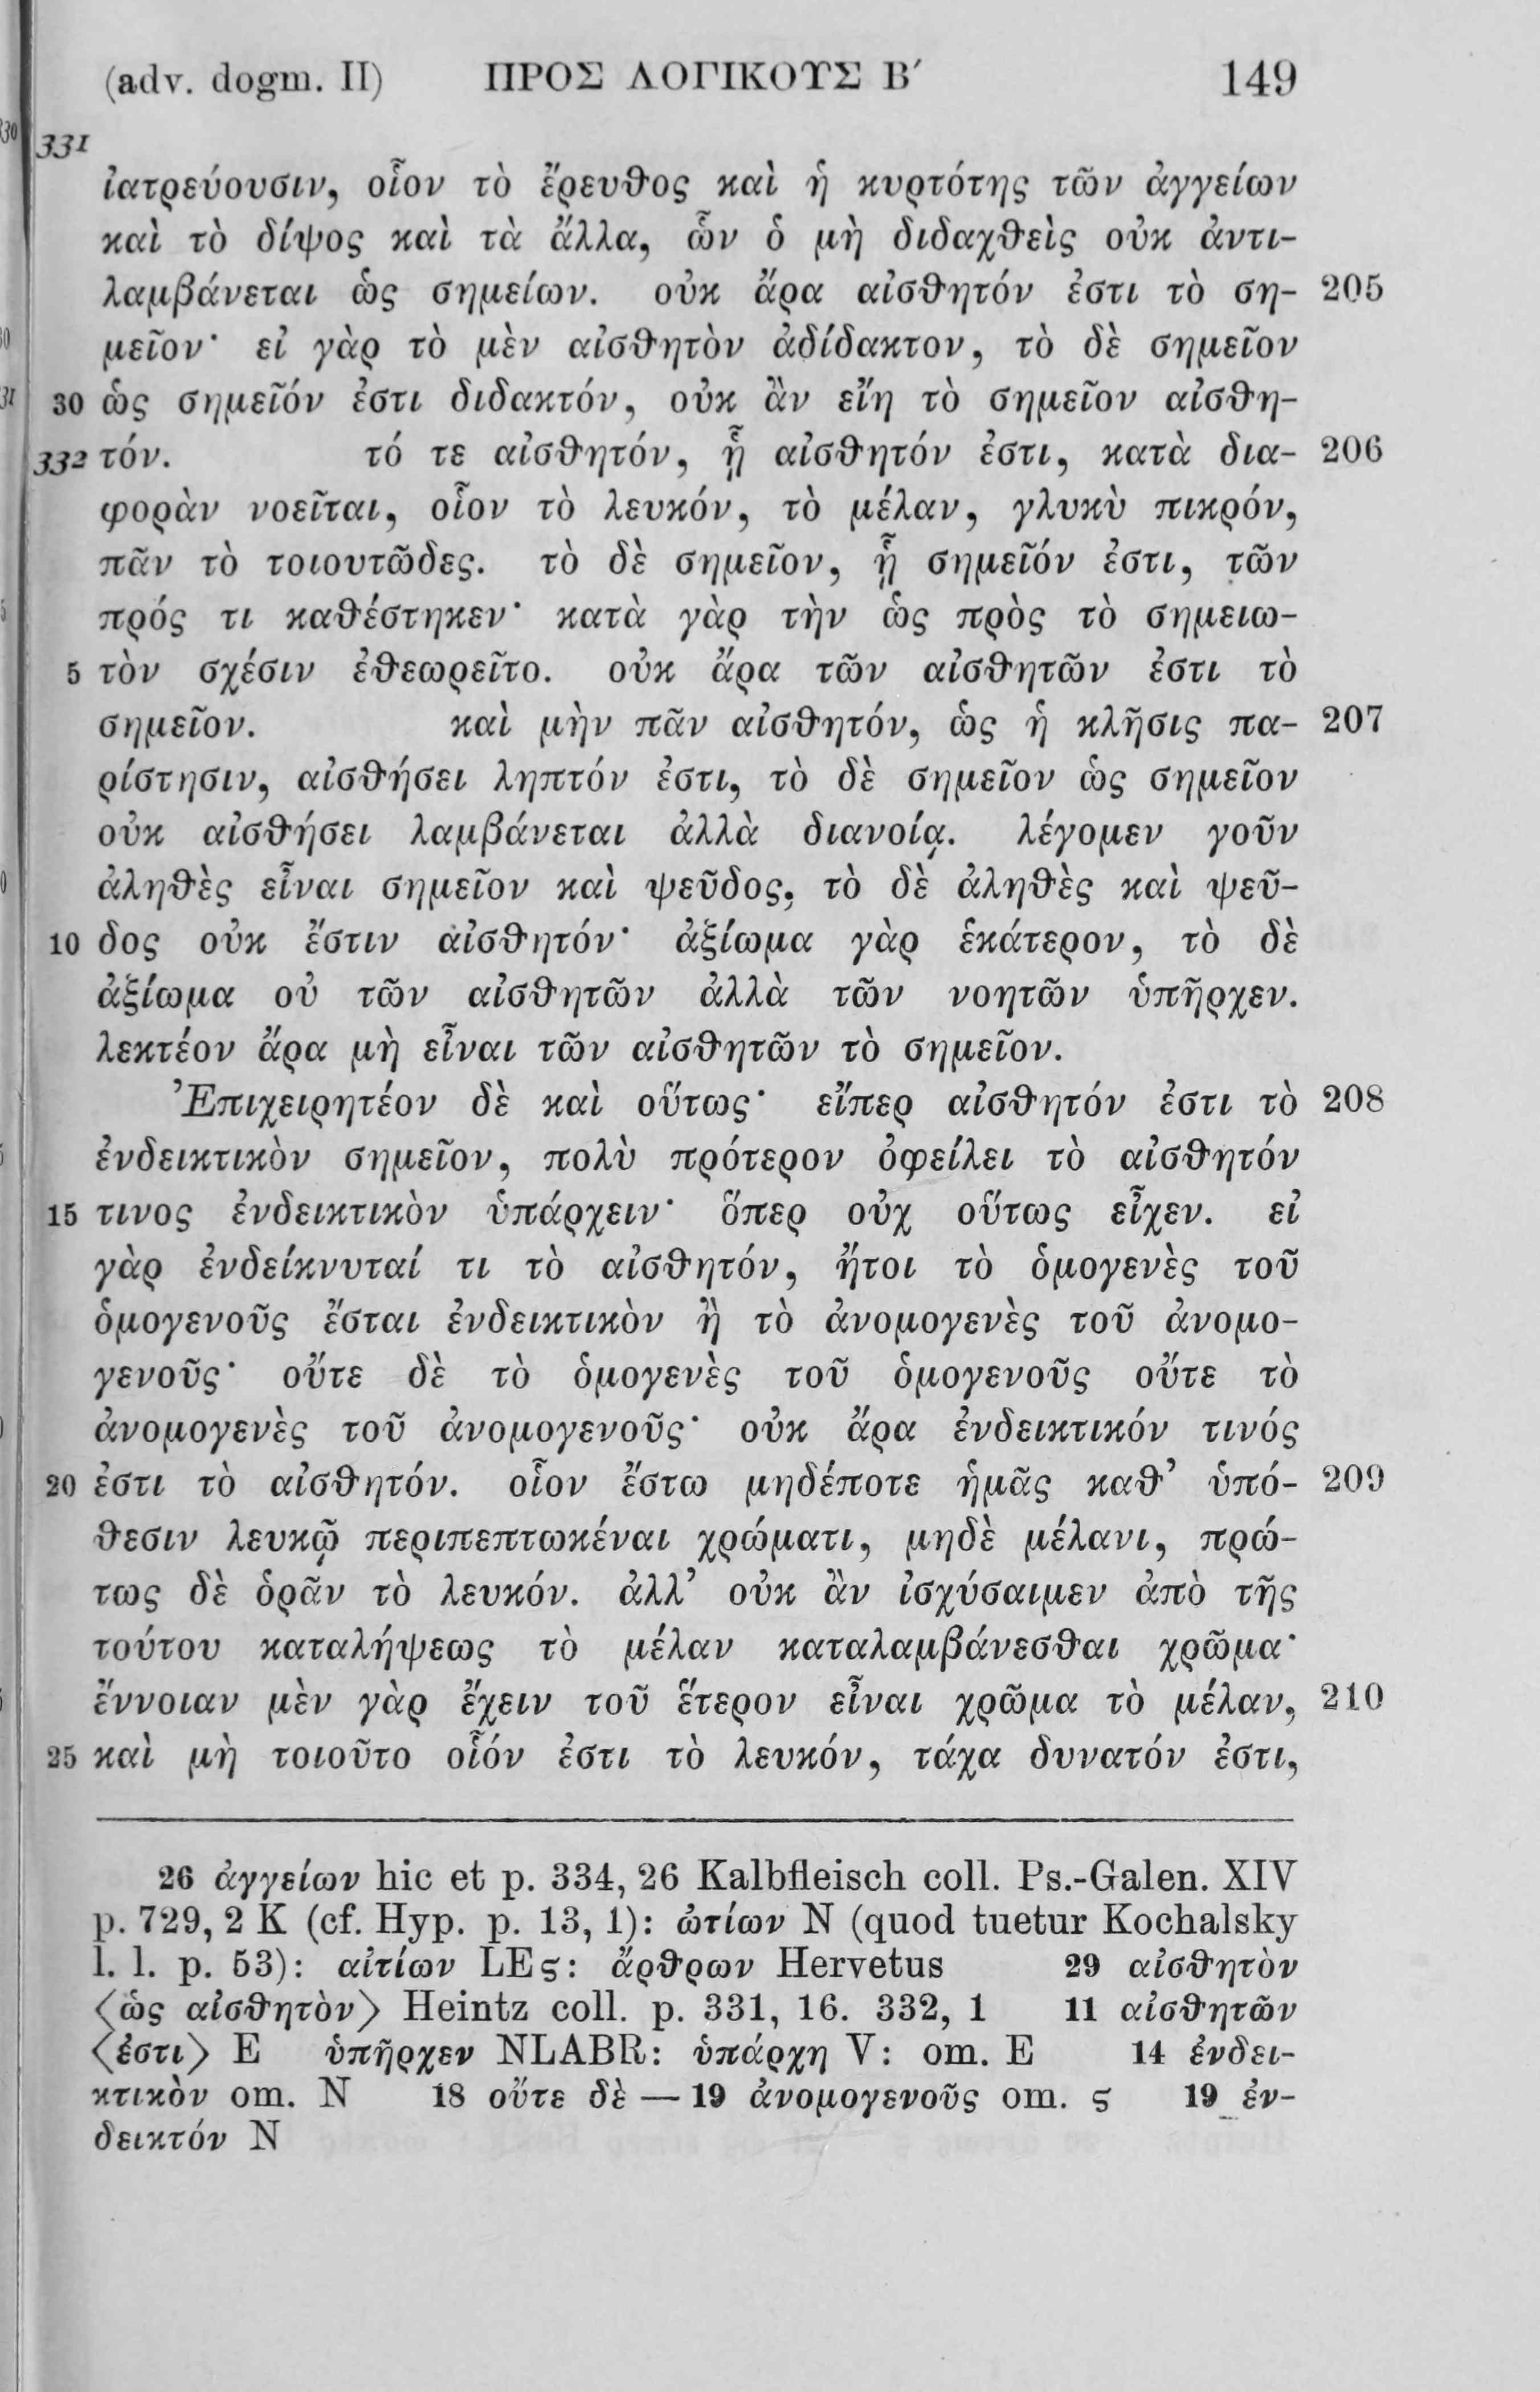 (adv. dogm. II) ΠΡΟΣ ΛΟΓΙΚΟΥΣ Β′ 149
331
ἰατρεύουσιν, οἷον τὸ ἔρευθος καὶ ἡ κυρτότης τῶν ἀγγείων
καὶ τὸ δίψος καὶ τὰ ἄλλα, ὧν ὁ μὴ διδαχθεὶς οὐκ ἀντι-
λαμβάνεται ὡς σημείων. οὐκ ἄρα αἰσθητόν ἐστι τὸ ση- 205
μεῖον· εἰ γὰρ τὸ μὲν αἰσθητὸν ἀδίδακτον, τὸ δὲ σημεῖον
30 ὡς σημεῖόν ἐστι διδακτόν, οὐκ ἂν εἴη τὸ σημεῖον αἰσθη-
332 τόν. τό τε αἰσθητόν, ᾗ αἰσθητόν ἐστι, κατὰ δια- 206
φορὰν νοεῖται, οἷον τὸ λευκόν, τὸ μέλαν, γλυκὺ πικρόν,
πᾶν τὸ τοιουτῶδες. τὸ δὲ σημεῖον, ᾗ σημεῖόν ἐστι, τῶν
πρός τι καθέστηκεν· κατὰ γὰρ τὴν ὡς πρὸς τὸ σημειω-
5 τὸν σχέσιν ἐθεωρεῖτο. οὐκ ἄρα τῶν αἰσθητῶν ἐστι τὸ
σημεῖον. καὶ μὴν πᾶν αἰσθητόν, ὡς ἡ κλῆσις πα- 207
ρίστησιν, αἰσθήσει ληπτόν ἐστι, τὸ δὲ σημεῖον ὡς σημεῖον
οὐκ αἰσθήσει λαμβάνεται ἀλλὰ διανοίᾳ. λέγομεν γοῦν
ἀληθὲς εἶναι σημεῖον καὶ ψεῦδος, τὸ δὲ ἀληθὲς καὶ ψεῦ-
10 δος οὐκ ἔστιν αἰσθητόν· ἀξίωμα γὰρ ἑκάτερον, τὸ δὲ
ἀξίωμα οὐ τῶν αἰσθητῶν ἀλλὰ τῶν νοητῶν ὑπῆρχεν.
λεκτέον ἄρα μὴ εἶναι τῶν αἰσθητῶν τὸ σημεῖον.
Ἐπιχειρητέον δὲ καὶ οὕτως· εἴπερ αἰσθητόν ἐστι τὸ 208
ἐνδεικτικὸν σημεῖον, πολὺ πρότερον ὀφείλει τὸ αἰσθητόν
15 τινος ἐνδεικτικὸν ὑπάρχειν· ὅπερ οὐχ οὕτως εἶχεν. εἰ
γὰρ ἐνδείκνυταί τι τὸ αἰσθητόν, ἤτοι τὸ ὁμογενὲς τοῦ
ὁμογενοῦς ἔσται ἐνδεικτικὸν ἢ τὸ ἀνομογενὲς τοῦ ἀνομο-
γενοῦς· οὔτε δὲ τὸ ὁμογενὲς τοῦ ὁμογενοῦς οὔτε τὸ
ἀνομογενὲς τοῦ ἀνομογενοῦς· οὐκ ἄρα ἐνδεικτικόν τινός
20 ἐστι τὸ αἰσθητόν. οἷον ἔστω μηδέποτε ἡμᾶς καθ’ ὑπό- 209
θεσιν λευκῷ περιπεπτωκέναι χρώματι, μηδὲ μέλανι, πρώ-
τως δὲ ὁρᾶν τὸ λευκόν. ἀλλ’ οὐκ ἂν ἰσχύσαιμεν ἀπὸ τῆς
τούτου καταλήψεως τὸ μέλαν καταλαμβάνεσθαι χρῶμα·
ἔννοιαν μὲν γὰρ ἔχειν τοῦ ἕτερον εἶναι χρῶμα τὸ μέλαν, 210
25 καὶ μὴ τοιοῦτο οἷόν ἐστι τὸ λευκόν, τάχα δυνατόν ἐστι,
26 ἀγγείων hic et p. 334, 26 Kalbfleisch coll. Ps.-Galen. XIV
p. 729, 2 K (cf. Hyp. p. 13, 1): ὠτίων N (quod tuetur Kochalsky
l. l. p. 53): αἰτίων LEς: ἄρθρων Hervetus 29 αἰσθητὸν
⟨ὡς αἰσθητὸν⟩ Heintz coll. p. 331, 16. 332, 1 11 αἰσθητῶν
⟨ἐστι⟩ E ὑπῆρχεν NLABR: ὑπάρχη V: om. E 14 ἐνδει-
κτικὸν om. N 18 οὔτε δὲ — 19 ἀνομογενοῦς om. ς 19 ἐν-
δεικτόν N